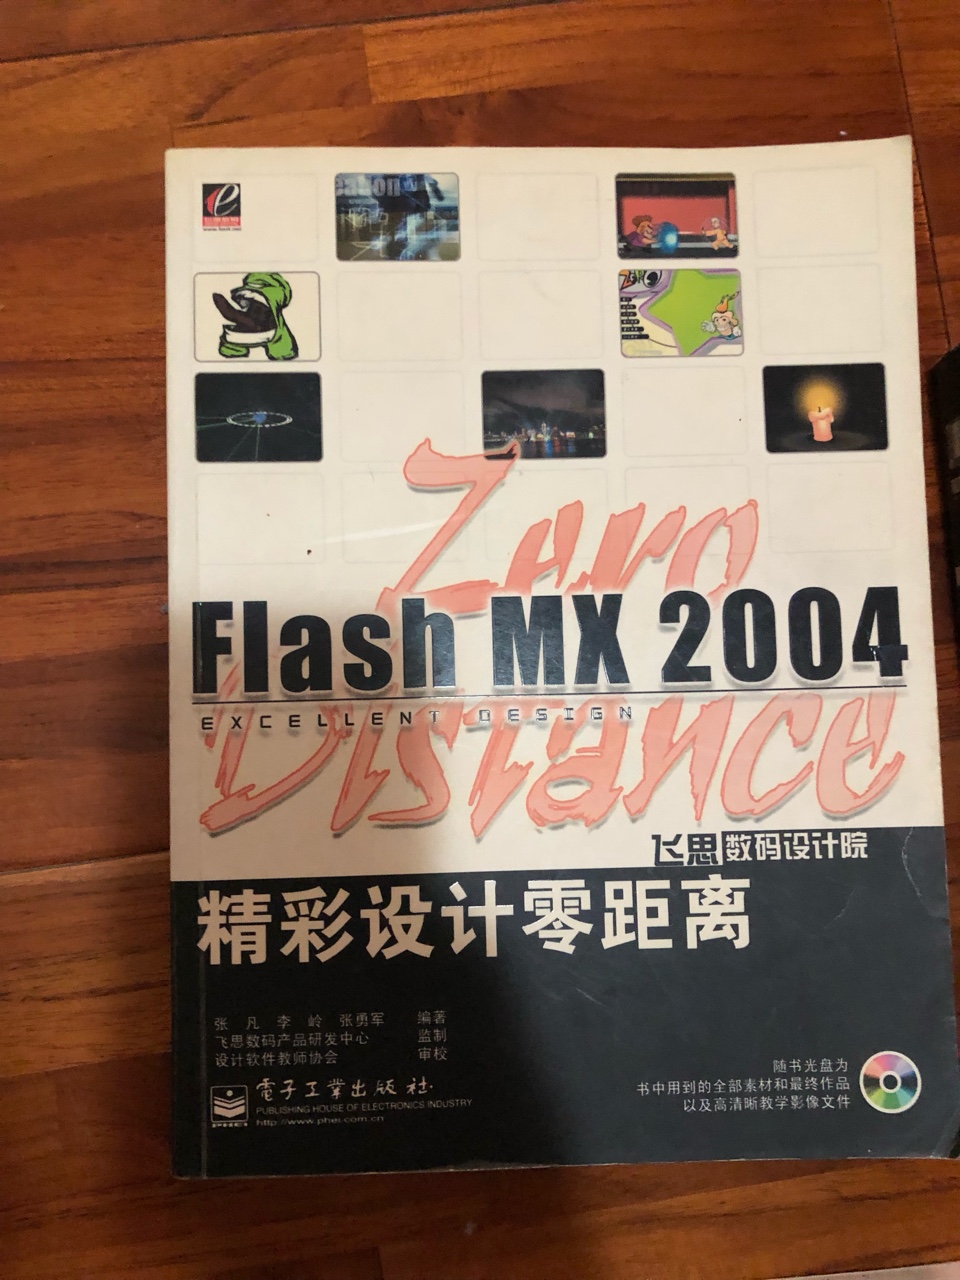 eason
ZERO
Zero
Flash MX 2004
EXCELLENT DESIGN
Distance
飞思数码设计院
精彩设计零距离
张 凡 李 岭 张勇军 编著
飞思数码产品研发中心 监制
设计软件教师协会 审校
電子工業出版社
PUBLISHING HOUSE OF ELECTRONICS INDUSTRY
http://www.phei.com.cn
PHEI
随书光盘为
书中用到的全部素材和最终作品
以及高清晰教学影像文件